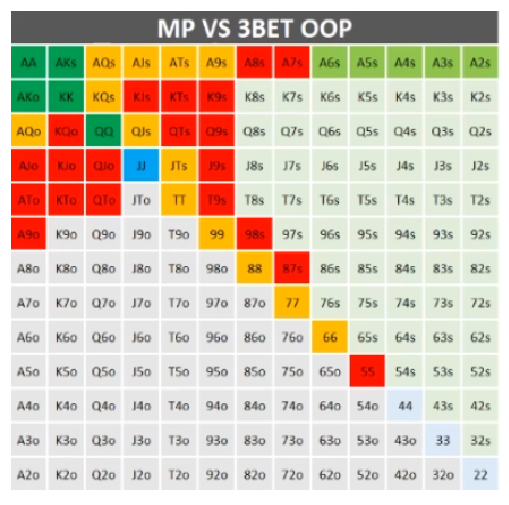 MP VS 3BET OOP
AA AKs AQs AJs ATs A9s A8s A7s A6s A5s A4s A3s A2s
AKo KK KQs KJs KTs K9s K8s K7s K6s K5s K4s K3s K2s
AQo KQo QQ QJs QTs Q9s Q8s Q7s Q6s Q5s Q4s Q3s Q2s
AJo KJo QJo JJ JTs J9s J8s J7s J6s J5s J4s J3s J2s
ATo KTo QTo JTo TT T9s T8s T7s T6s T5s T4s T3s T2s
A9o K9o Q9o J9o T9o 99 98s 97s 96s 95s 94s 93s 92s
A8o K8o Q8o J8o T8o 98o 88 87s 86s 85s 84s 83s 82s
A7o K7o Q7o J7o T7o 97o 87o 77 76s 75s 74s 73s 72s
A6o K6o Q6o J6o T6o 96o 86o 76o 66 65s 64s 63s 62s
A5o K5o Q5o J5o T5o 95o 85o 75o 65o 55 54s 53s 52s
A4o K4o Q4o J4o T4o 94o 84o 74o 64o 54o 44 43s 42s
A3o K3o Q3o J3o T3o 93o 83o 73o 63o 53o 43o 33 32s
A2o K2o Q2o J2o T2o 92o 82o 72o 62o 52o 42o 32o 22